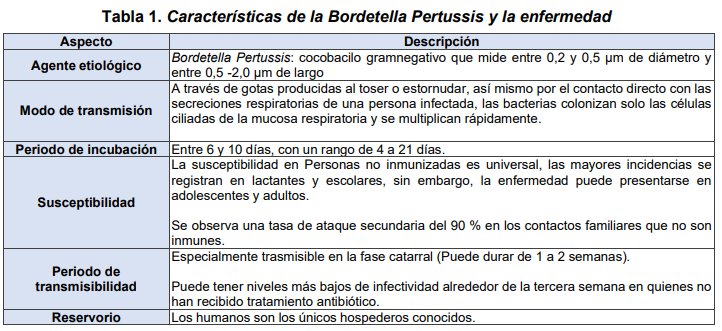 Tabla 1. Características de la Bordetella Pertussis y la enfermedad
Aspecto Descripción
Agente etiológico
Bordetella Pertussis: cocobacilo gramnegativo que mide entre 0,2 y 0,5 μm de diámetro y
entre 0,5 -2,0 μm de largo
Modo de transmisión
A través de gotas producidas al toser o estornudar, así mismo por el contacto directo con las
secreciones respiratorias de una persona infectada, las bacterias colonizan solo las células
ciliadas de la mucosa respiratoria y se multiplican rápidamente.
Periodo de incubación Entre 6 y 10 días, con un rango de 4 a 21 días.
Susceptibilidad
La susceptibilidad en Personas no inmunizadas es universal, las mayores incidencias se
registran en lactantes y escolares, sin embargo, la enfermedad puede presentarse en
adolescentes y adultos.
Se observa una tasa de ataque secundaria del 90 % en los contactos familiares que no son
inmunes.
Periodo de
transmisibilidad
Especialmente trasmisible en la fase catarral (Puede durar de 1 a 2 semanas).
Puede tener niveles más bajos de infectividad alrededor de la tercera semana en quienes no
han recibido tratamiento antibiótico.
Reservorio Los humanos son los únicos hospederos conocidos.